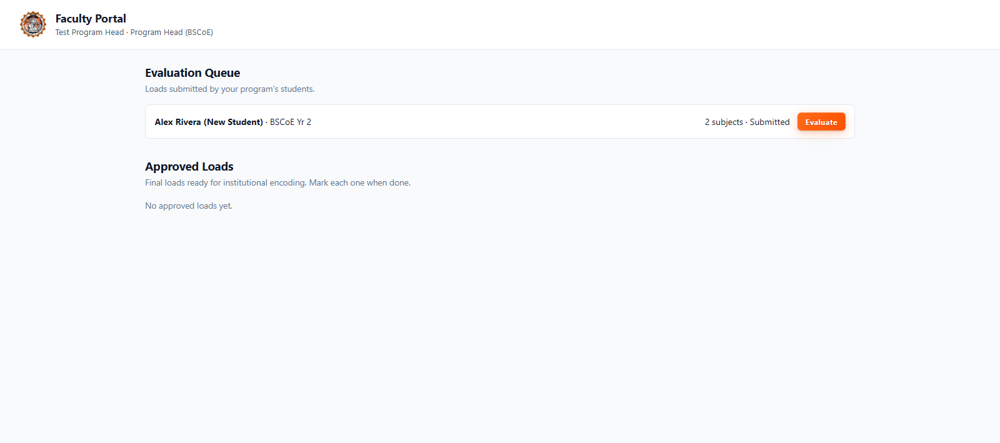 Faculty Portal
Test Program Head · Program Head (BSCoE)
Evaluation Queue
Loads submitted by your program's students.
Alex Rivera (New Student) · BSCoE Yr 2
2 subjects · Submitted
Evaluate
Approved Loads
Final loads ready for institutional encoding. Mark each one when done.
No approved loads yet.